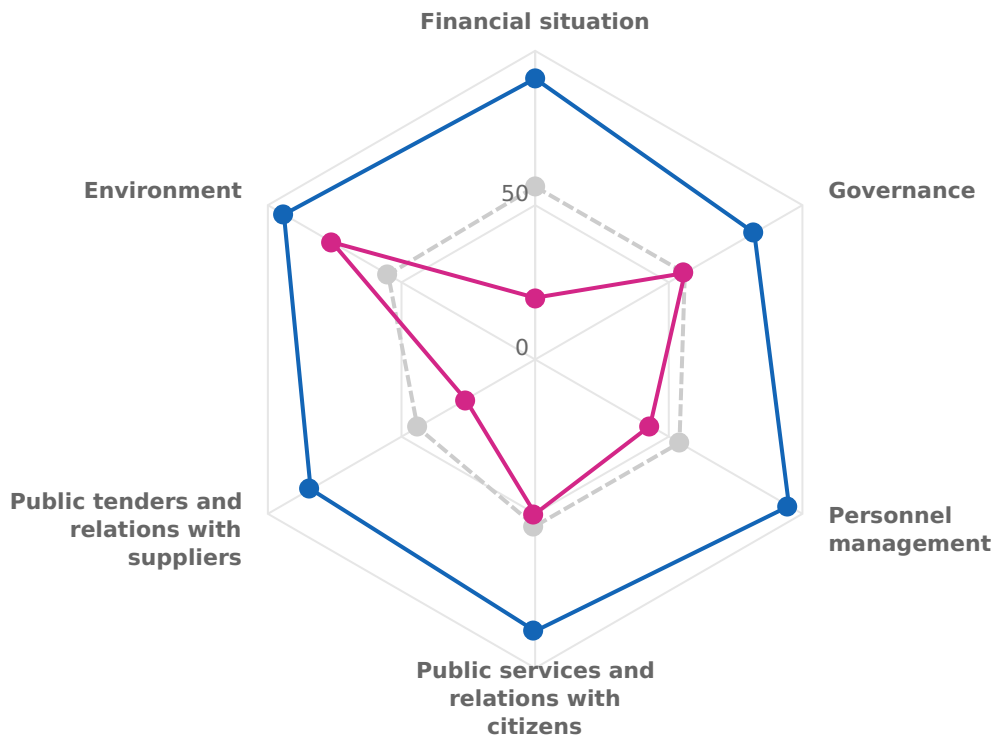 Financial situation
Environment
50
Governance
0
Public tenders and
relations with
suppliers
Personnel
management
Public services and
relations with
citizens